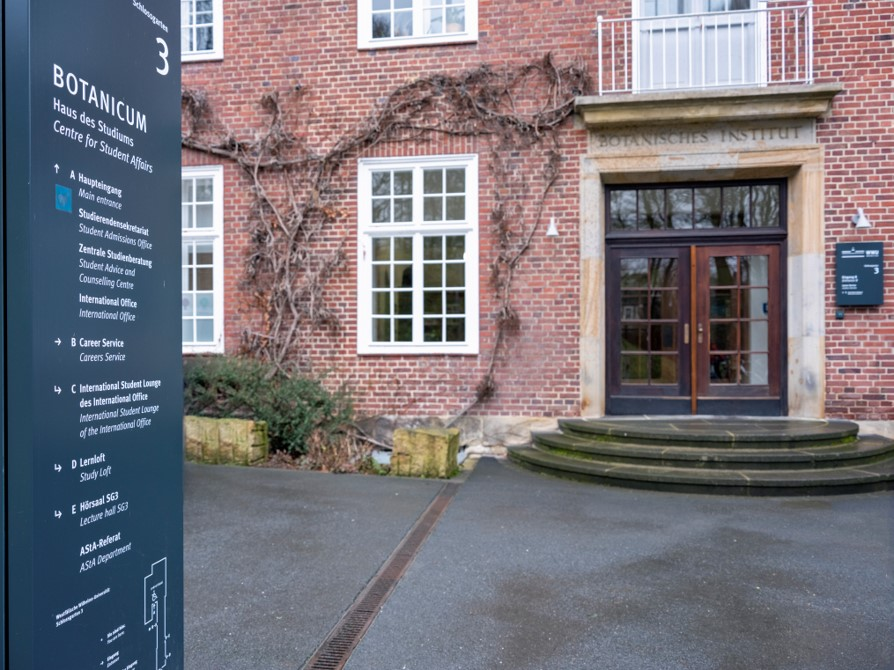 Schlossgarten
3
BOTANICUM
Haus des Studiums
Centre for Student Affairs
↑ A Haupteingang
Main entrance
Studierendensekretariat
Student Admissions Office
Zentrale Studienberatung
Student Advice and
Counselling Centre
International Office
International Office
→ B Career Service
Careers Service
↳ C International Student Lounge
des International Office
International Student Lounge
of the International Office
↳ D Lernloft
Study Loft
↳ E Hörsaal SG3
Lecture hall SG3
AStA-Referat
AStA Department
Westfälische Wilhelms-Universität
Schlossgarten 3
BOTANISCHES INSTITUT
3